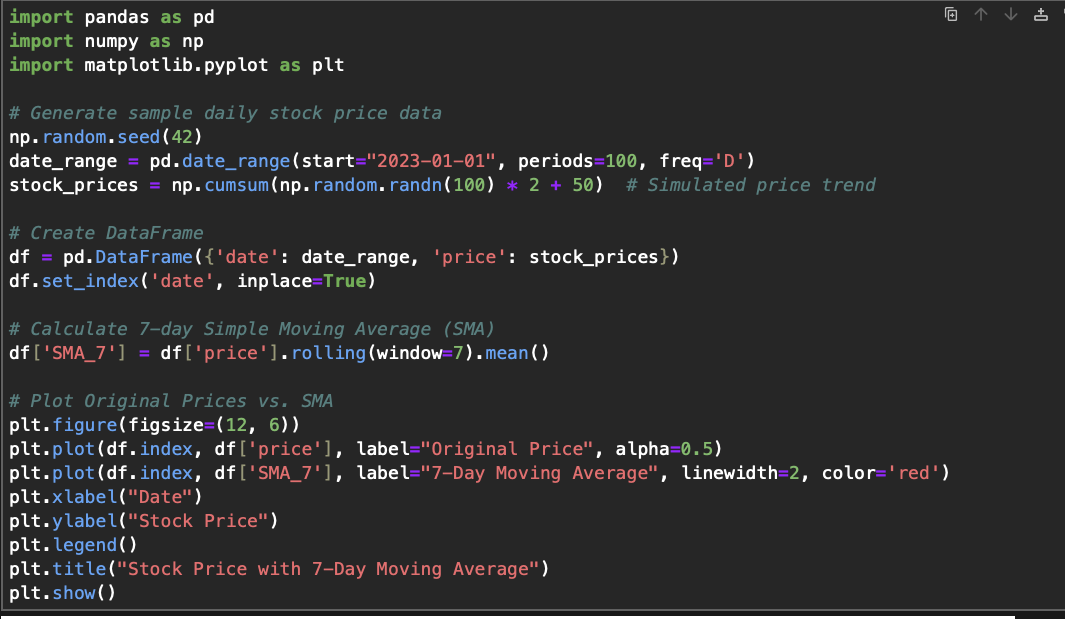 import pandas as pd
import numpy as np
import matplotlib.pyplot as plt
# Generate sample daily stock price data
np.random.seed(42)
date_range = pd.date_range(start="2023-01-01", periods=100, freq='D')
stock_prices = np.cumsum(np.random.randn(100) * 2 + 50)  # Simulated price trend
# Create DataFrame
df = pd.DataFrame({'date': date_range, 'price': stock_prices})
df.set_index('date', inplace=True)
# Calculate 7-day Simple Moving Average (SMA)
df['SMA_7'] = df['price'].rolling(window=7).mean()
# Plot Original Prices vs. SMA
plt.figure(figsize=(12, 6))
plt.plot(df.index, df['price'], label="Original Price", alpha=0.5)
plt.plot(df.index, df['SMA_7'], label="7-Day Moving Average", linewidth=2, color='red')
plt.xlabel("Date")
plt.ylabel("Stock Price")
plt.legend()
plt.title("Stock Price with 7-Day Moving Average")
plt.show()